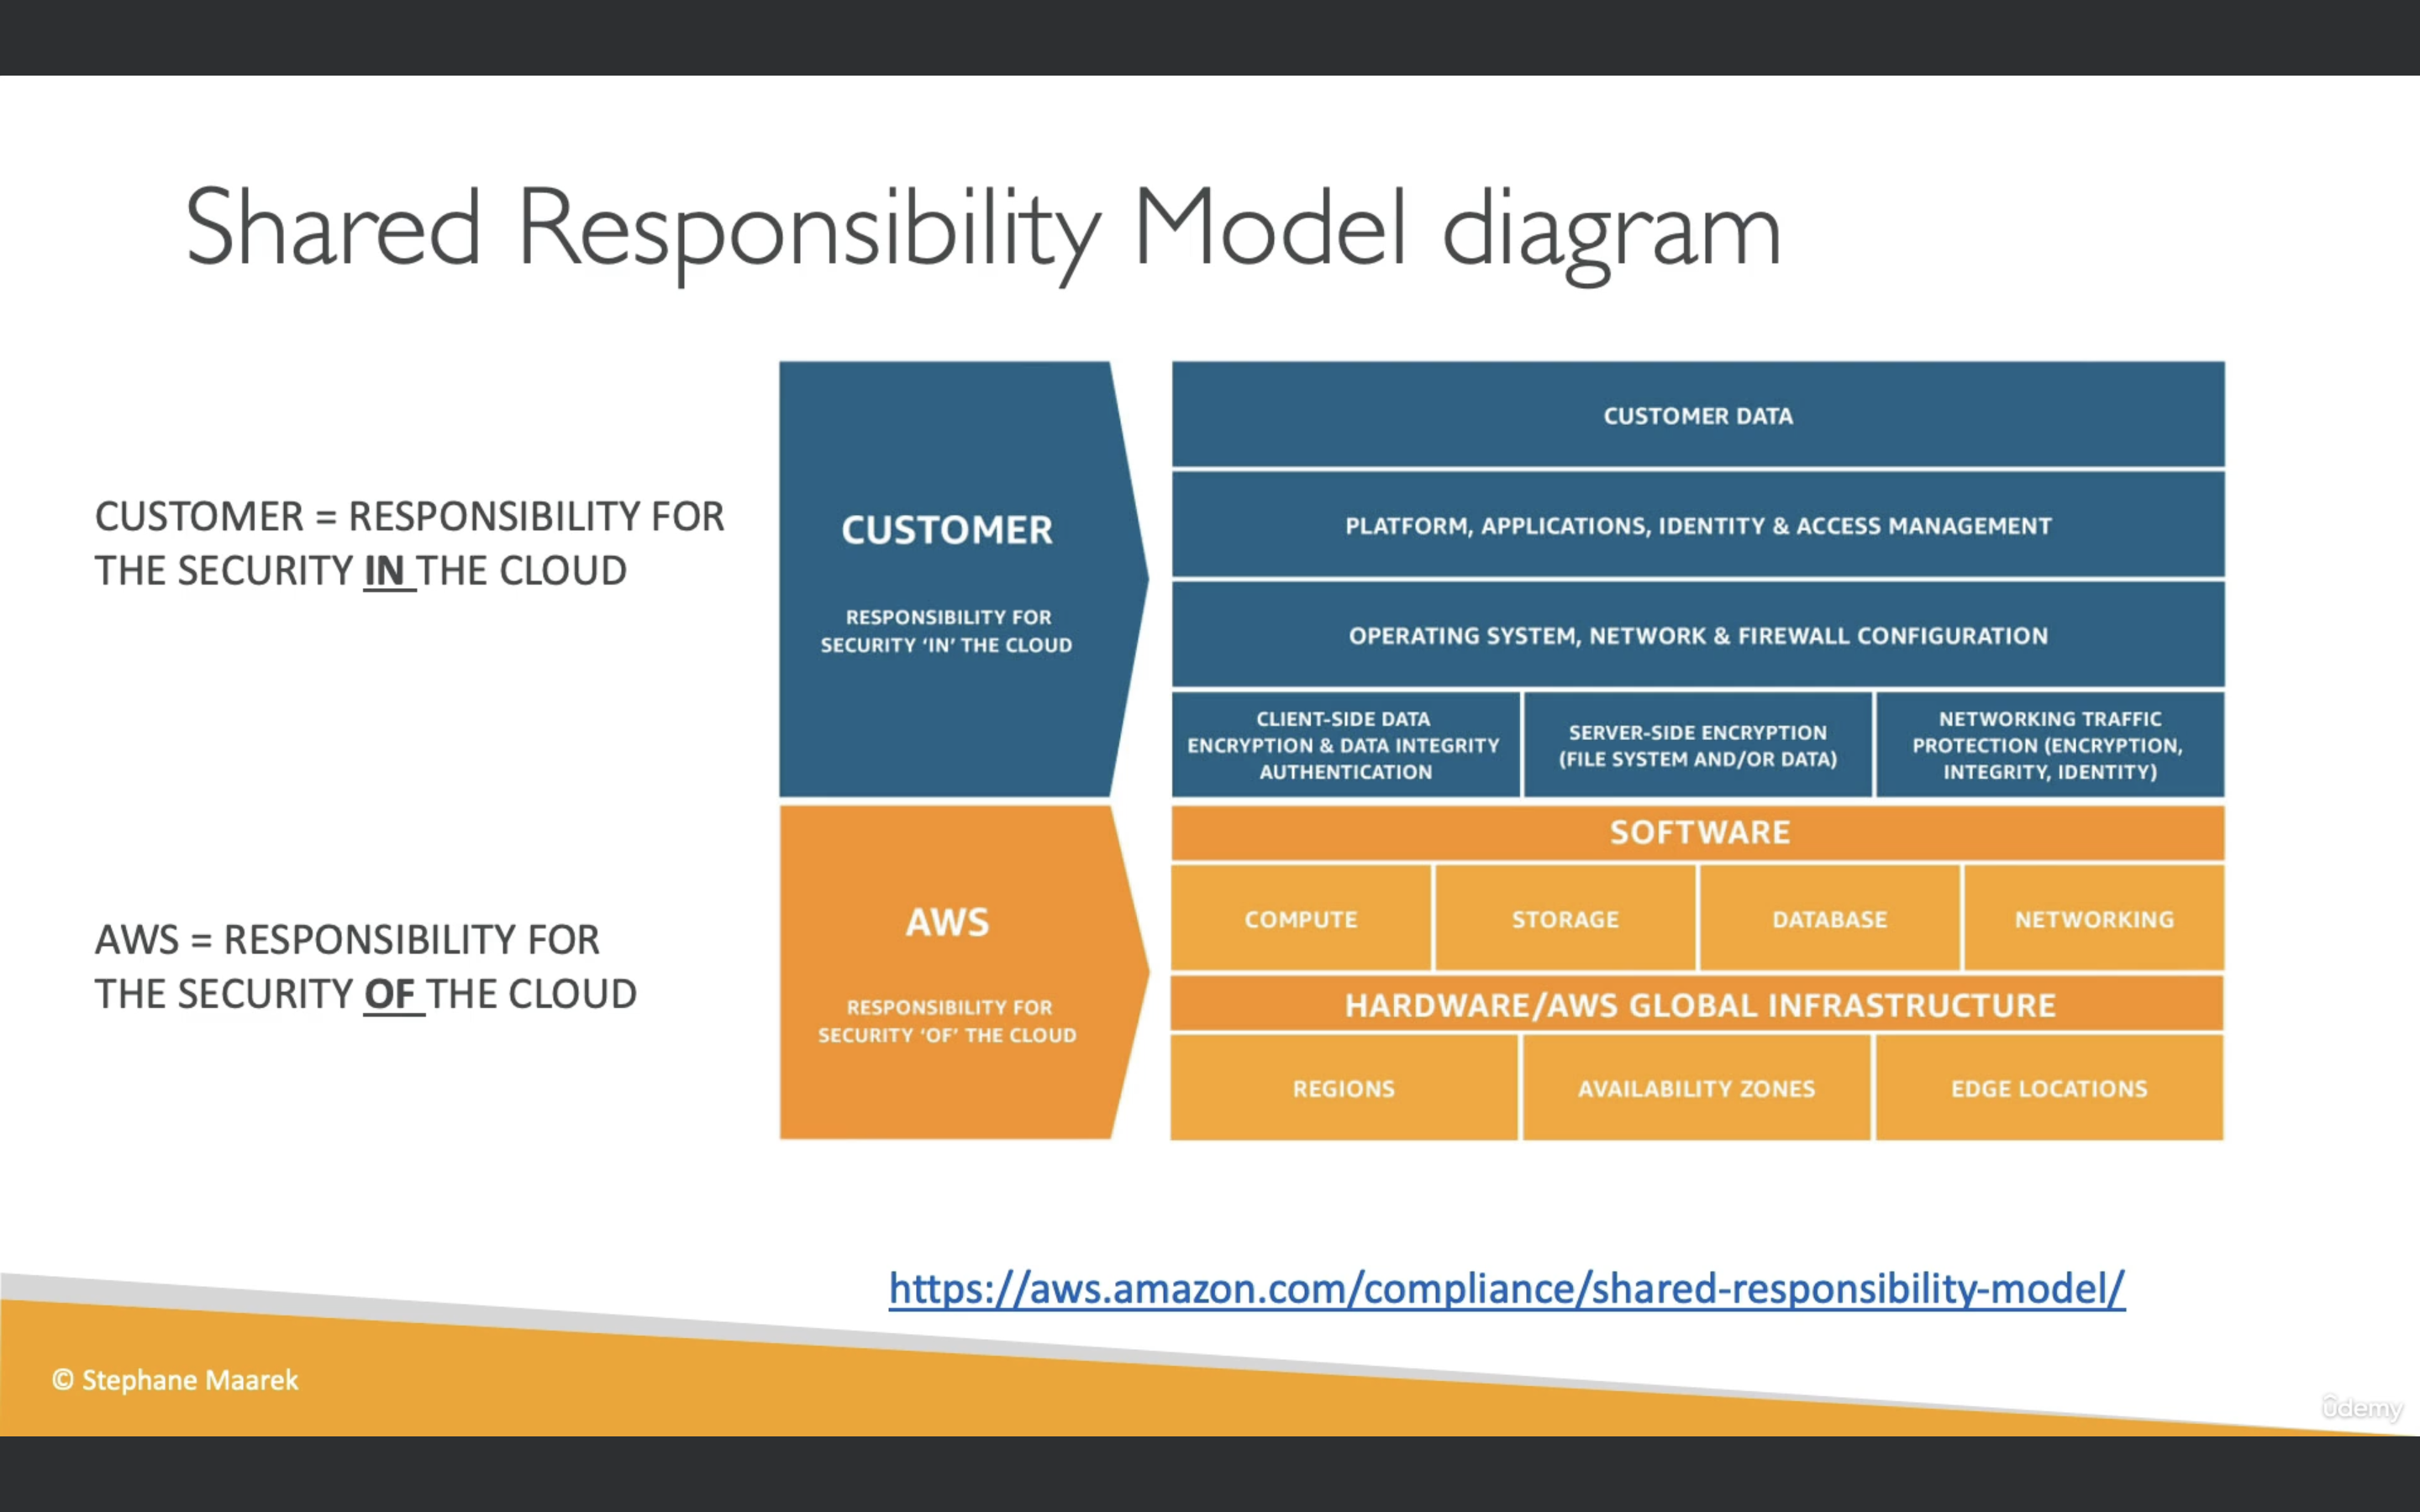 Shared Responsibility Model diagram
CUSTOMER = RESPONSIBILITY FOR
THE SECURITY IN THE CLOUD
AWS = RESPONSIBILITY FOR
THE SECURITY OF THE CLOUD
CUSTOMER
RESPONSIBILITY FOR
SECURITY ‘IN’ THE CLOUD
CUSTOMER DATA
PLATFORM, APPLICATIONS, IDENTITY & ACCESS MANAGEMENT
OPERATING SYSTEM, NETWORK & FIREWALL CONFIGURATION
CLIENT-SIDE DATA
ENCRYPTION & DATA INTEGRITY
AUTHENTICATION
SERVER-SIDE ENCRYPTION
(FILE SYSTEM AND/OR DATA)
NETWORKING TRAFFIC
PROTECTION (ENCRYPTION,
INTEGRITY, IDENTITY)
AWS
RESPONSIBILITY FOR
SECURITY ‘OF’ THE CLOUD
SOFTWARE
COMPUTE
STORAGE
DATABASE
NETWORKING
HARDWARE/AWS GLOBAL INFRASTRUCTURE
REGIONS
AVAILABILITY ZONES
EDGE LOCATIONS
https://aws.amazon.com/compliance/shared-responsibility-model/
© Stephane Maarek
ûdemy